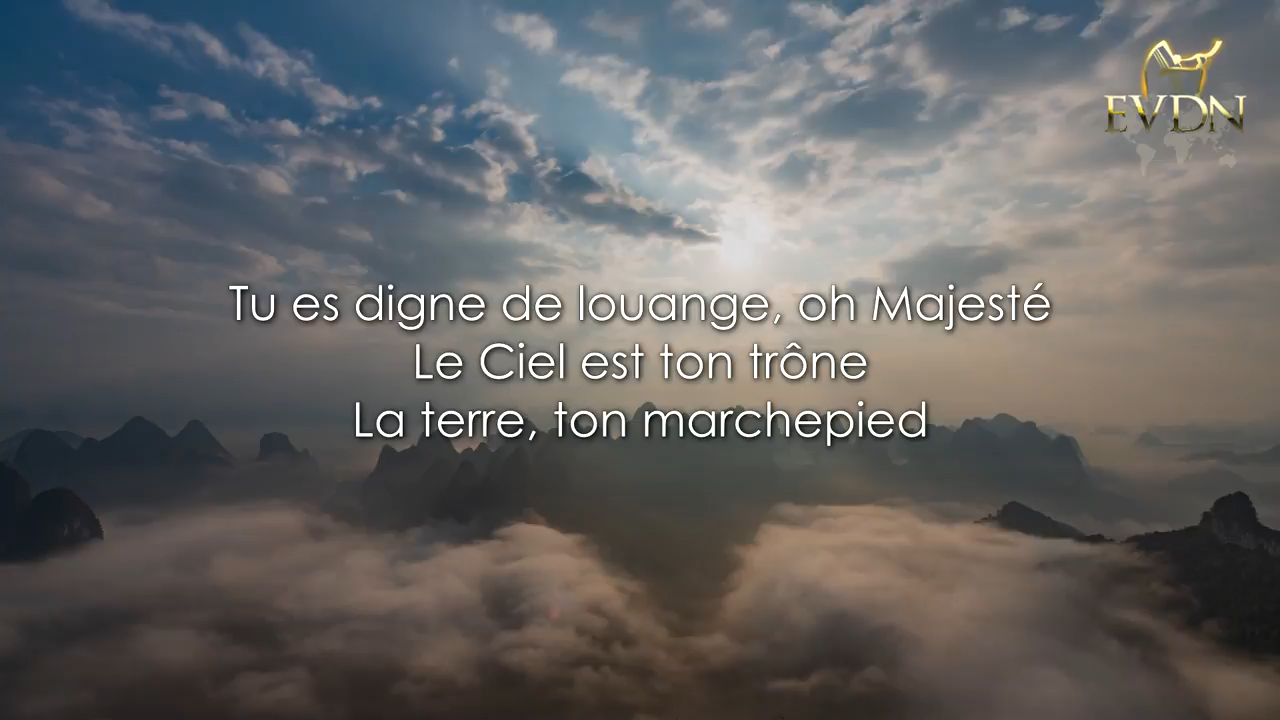 EVDN
Tu es digne de louange, oh Majesté
Le Ciel est ton trône
La terre, ton marchepied